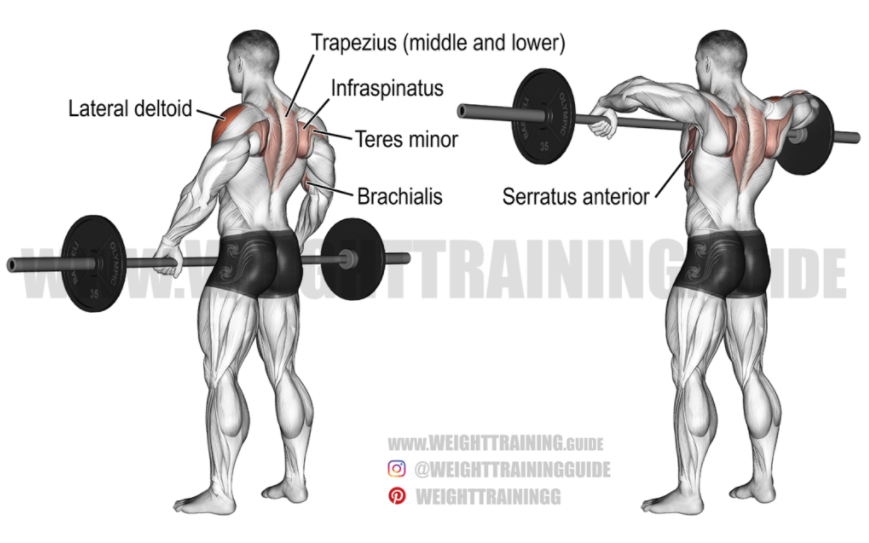 Trapezius (middle and lower)
Infraspinatus
Lateral deltoid
Teres minor
Brachialis
Serratus anterior
OLYMPIC
35
OLYMPIC
35
WWW.WEIGHTTRAINING.GUIDE
www.WEIGHTTRAINING.GUIDE
@WEIGHTTRAININGGUIDE
WEIGHTTRAININGG